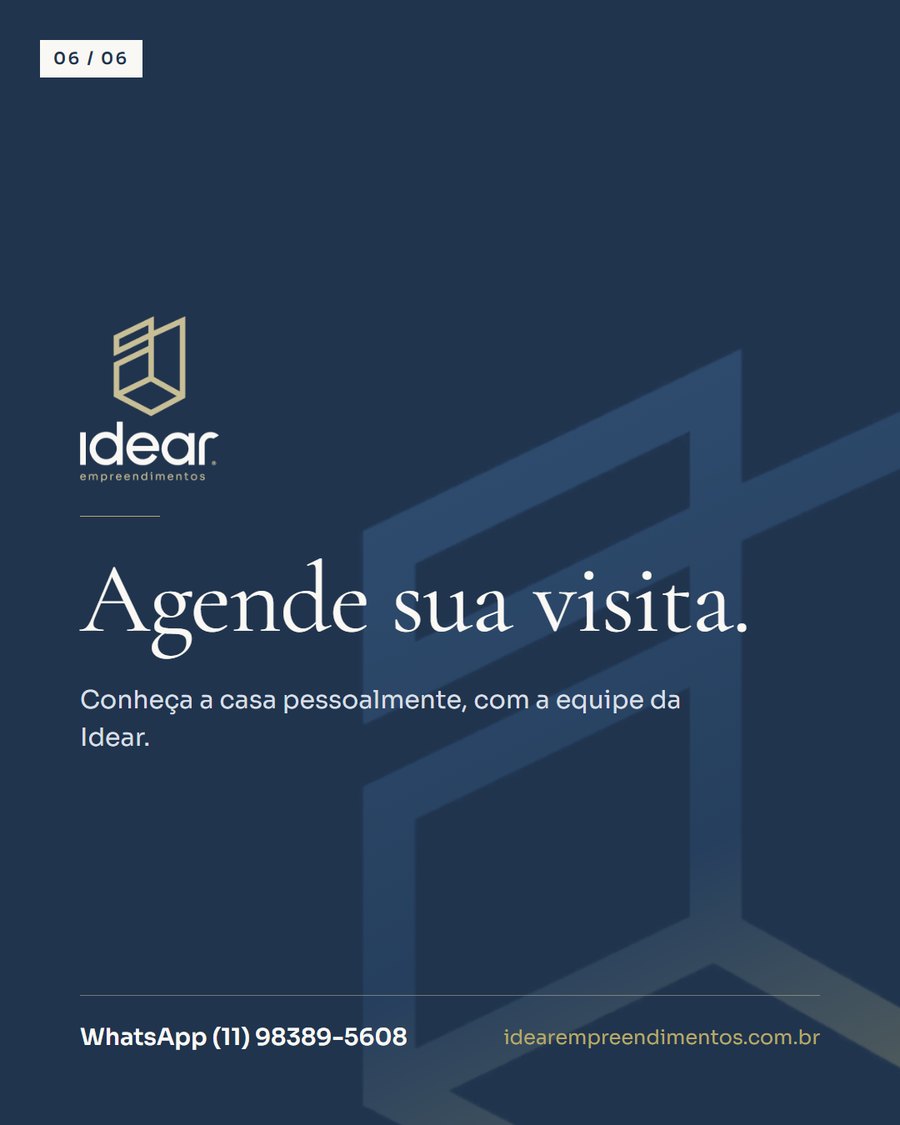 06 / 06
idear
empreendimentos
Agende sua visita.
Conheça a casa pessoalmente, com a equipe da
Idear.
WhatsApp (11) 98389-5608
idearempreendimentos.com.br